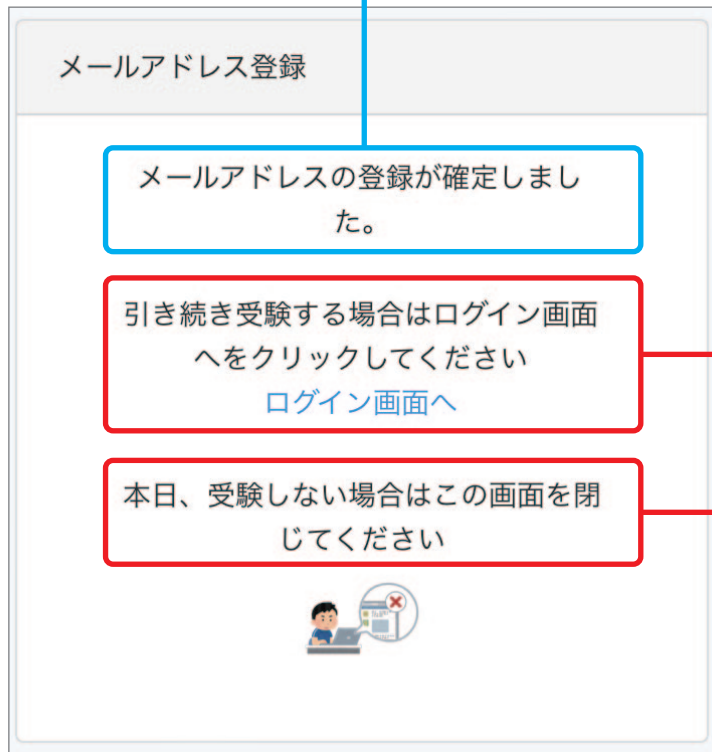 メールアドレス登録
メールアドレスの登録が確定しまし
た。
引き続き受験する場合はログイン画面
へをクリックしてください
ログイン画面へ
本日、受験しない場合はこの画面を閉
じてください